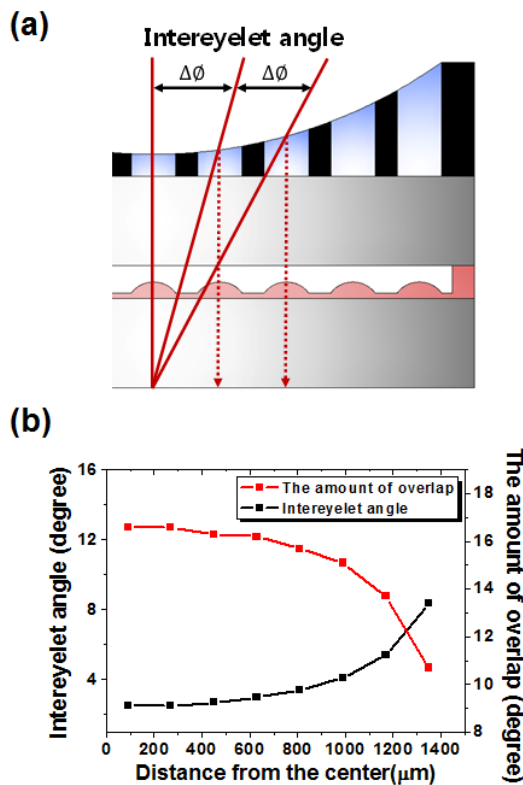 (a)
Intereyelet angle
ΔØ ΔØ
(b)
Intereyelet angle (degree)
16
12
8
4
The amount of overlap
Intereyelet angle
18
16
14
12
10
8
The amount of overlap (degree)
0 200 400 600 800 1000 1200 1400
Distance from the center(μm)